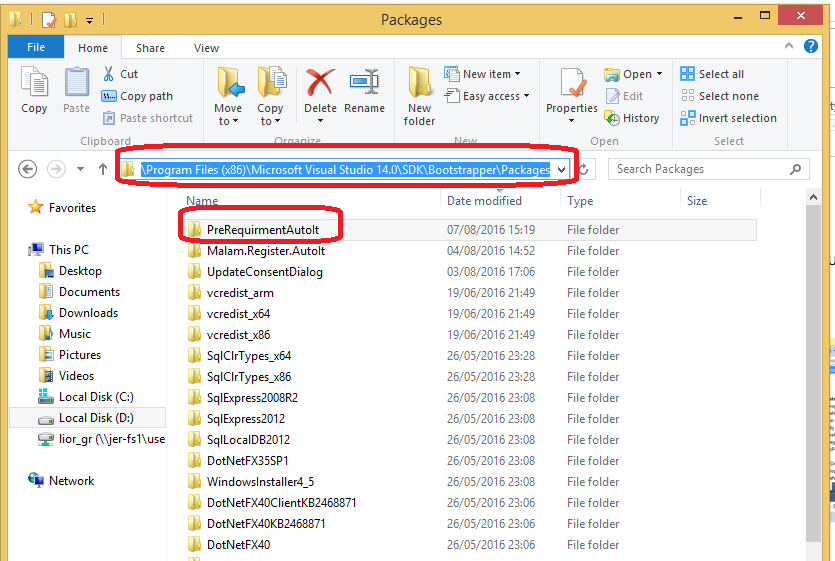 Packages
File Home Share View
Copy
Paste
Cut
Copy path
Paste shortcut
Clipboard
Move to
Copy to
Delete
Rename
Organize
New folder
New item
Easy access
New
Properties
Open
Edit
History
Open
Select all
Select none
Invert selection
Select
\Program Files (x86)\Microsoft Visual Studio 14.0\SDK\Bootstrapper\Packages
Search Packages
Favorites
This PC
Desktop
Documents
Downloads
Music
Pictures
Videos
Local Disk (C:)
Local Disk (D:)
lior_gr (\\jer-fs1\use
Network
Name Date modified Type Size
PreRequirmentAutoIt 07/08/2016 15:19 File folder
Malam.Register.AutoIt 04/08/2016 14:52 File folder
UpdateConsentDialog 03/08/2016 17:06 File folder
vcredist_arm 19/06/2016 21:49 File folder
vcredist_x64 19/06/2016 21:49 File folder
vcredist_x86 19/06/2016 21:49 File folder
SqlClrTypes_x64 26/05/2016 23:28 File folder
SqlClrTypes_x86 26/05/2016 23:28 File folder
SqlExpress2008R2 26/05/2016 23:08 File folder
SqlExpress2012 26/05/2016 23:08 File folder
SqlLocalDB2012 26/05/2016 23:08 File folder
DotNetFX35SP1 26/05/2016 23:08 File folder
WindowsInstaller4_5 26/05/2016 23:08 File folder
DotNetFX40ClientKB2468871 26/05/2016 23:06 File folder
DotNetFX40KB2468871 26/05/2016 23:06 File folder
DotNetFX40 26/05/2016 23:06 File folder